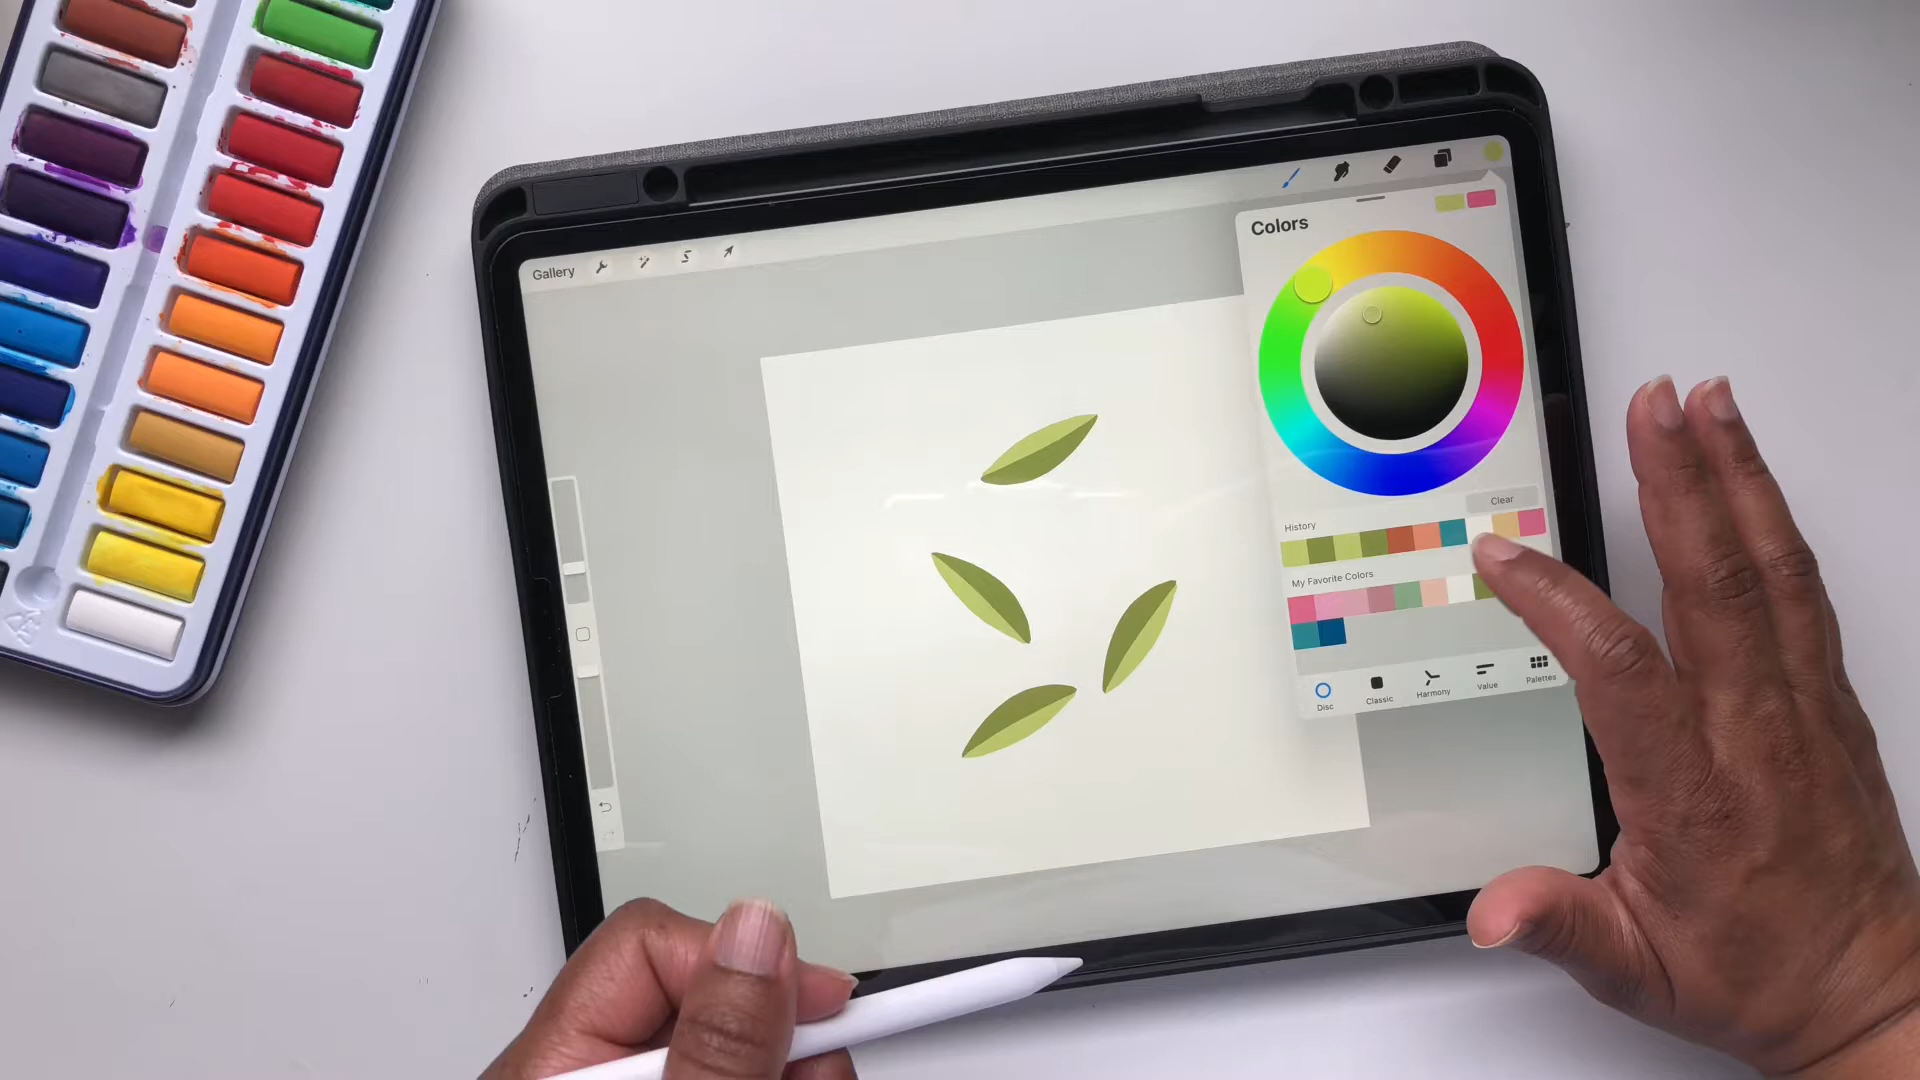 Gallery
Colors
Clear
History
My Favorite Colors
Disc
Classic
Harmony
Value
Palettes